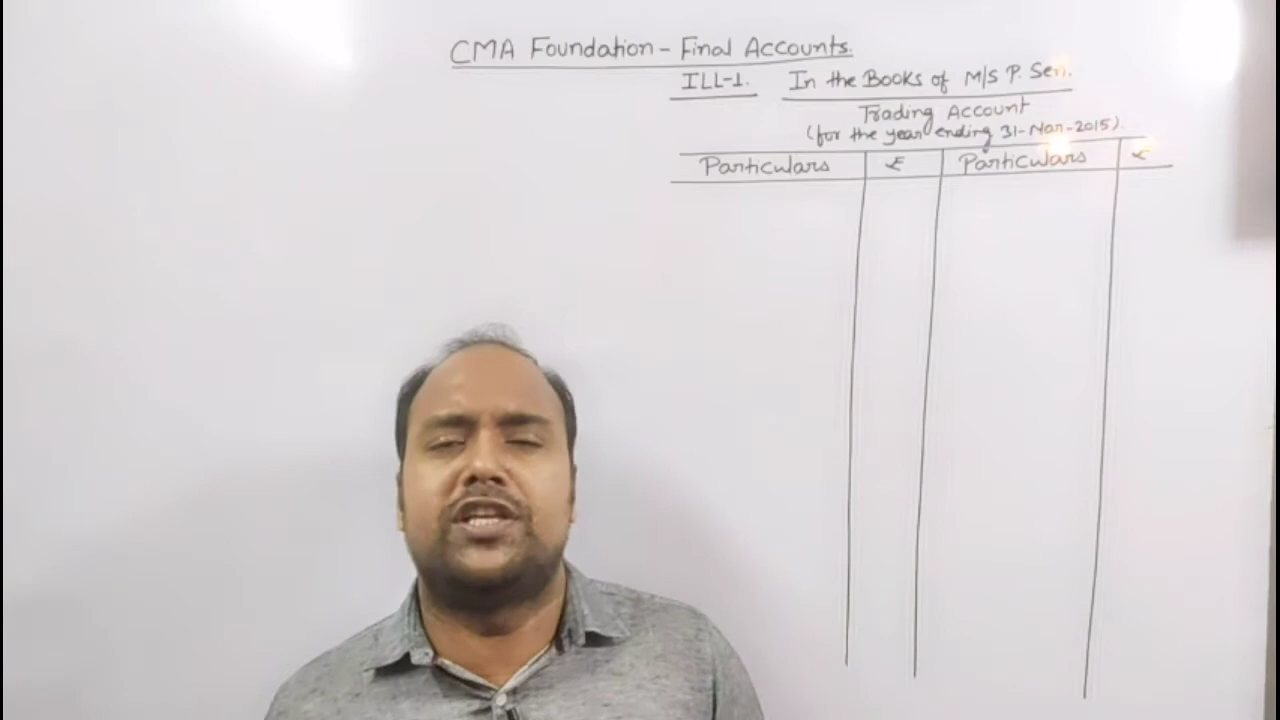 CMA Foundation - Final Accounts.
ILL-1. In the Books of M/S P. Sen.
Trading Account
(for the year ending 31-Mar-2015).
Particulars ₹ Particulars ₹